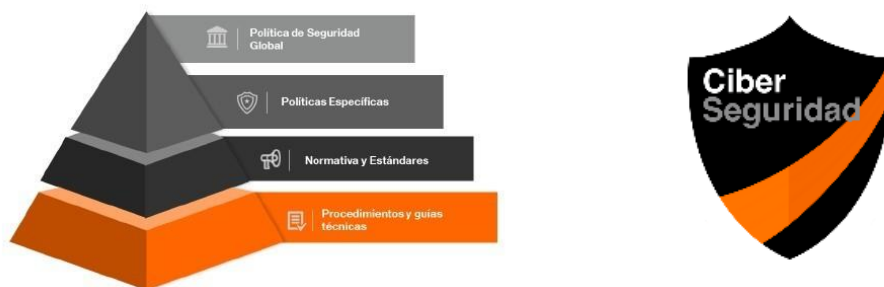 Política de Seguridad
Global
Políticas Específicas
Normativa y Estándares
Procedimientos y guías
técnicas
Ciber
Seguridad